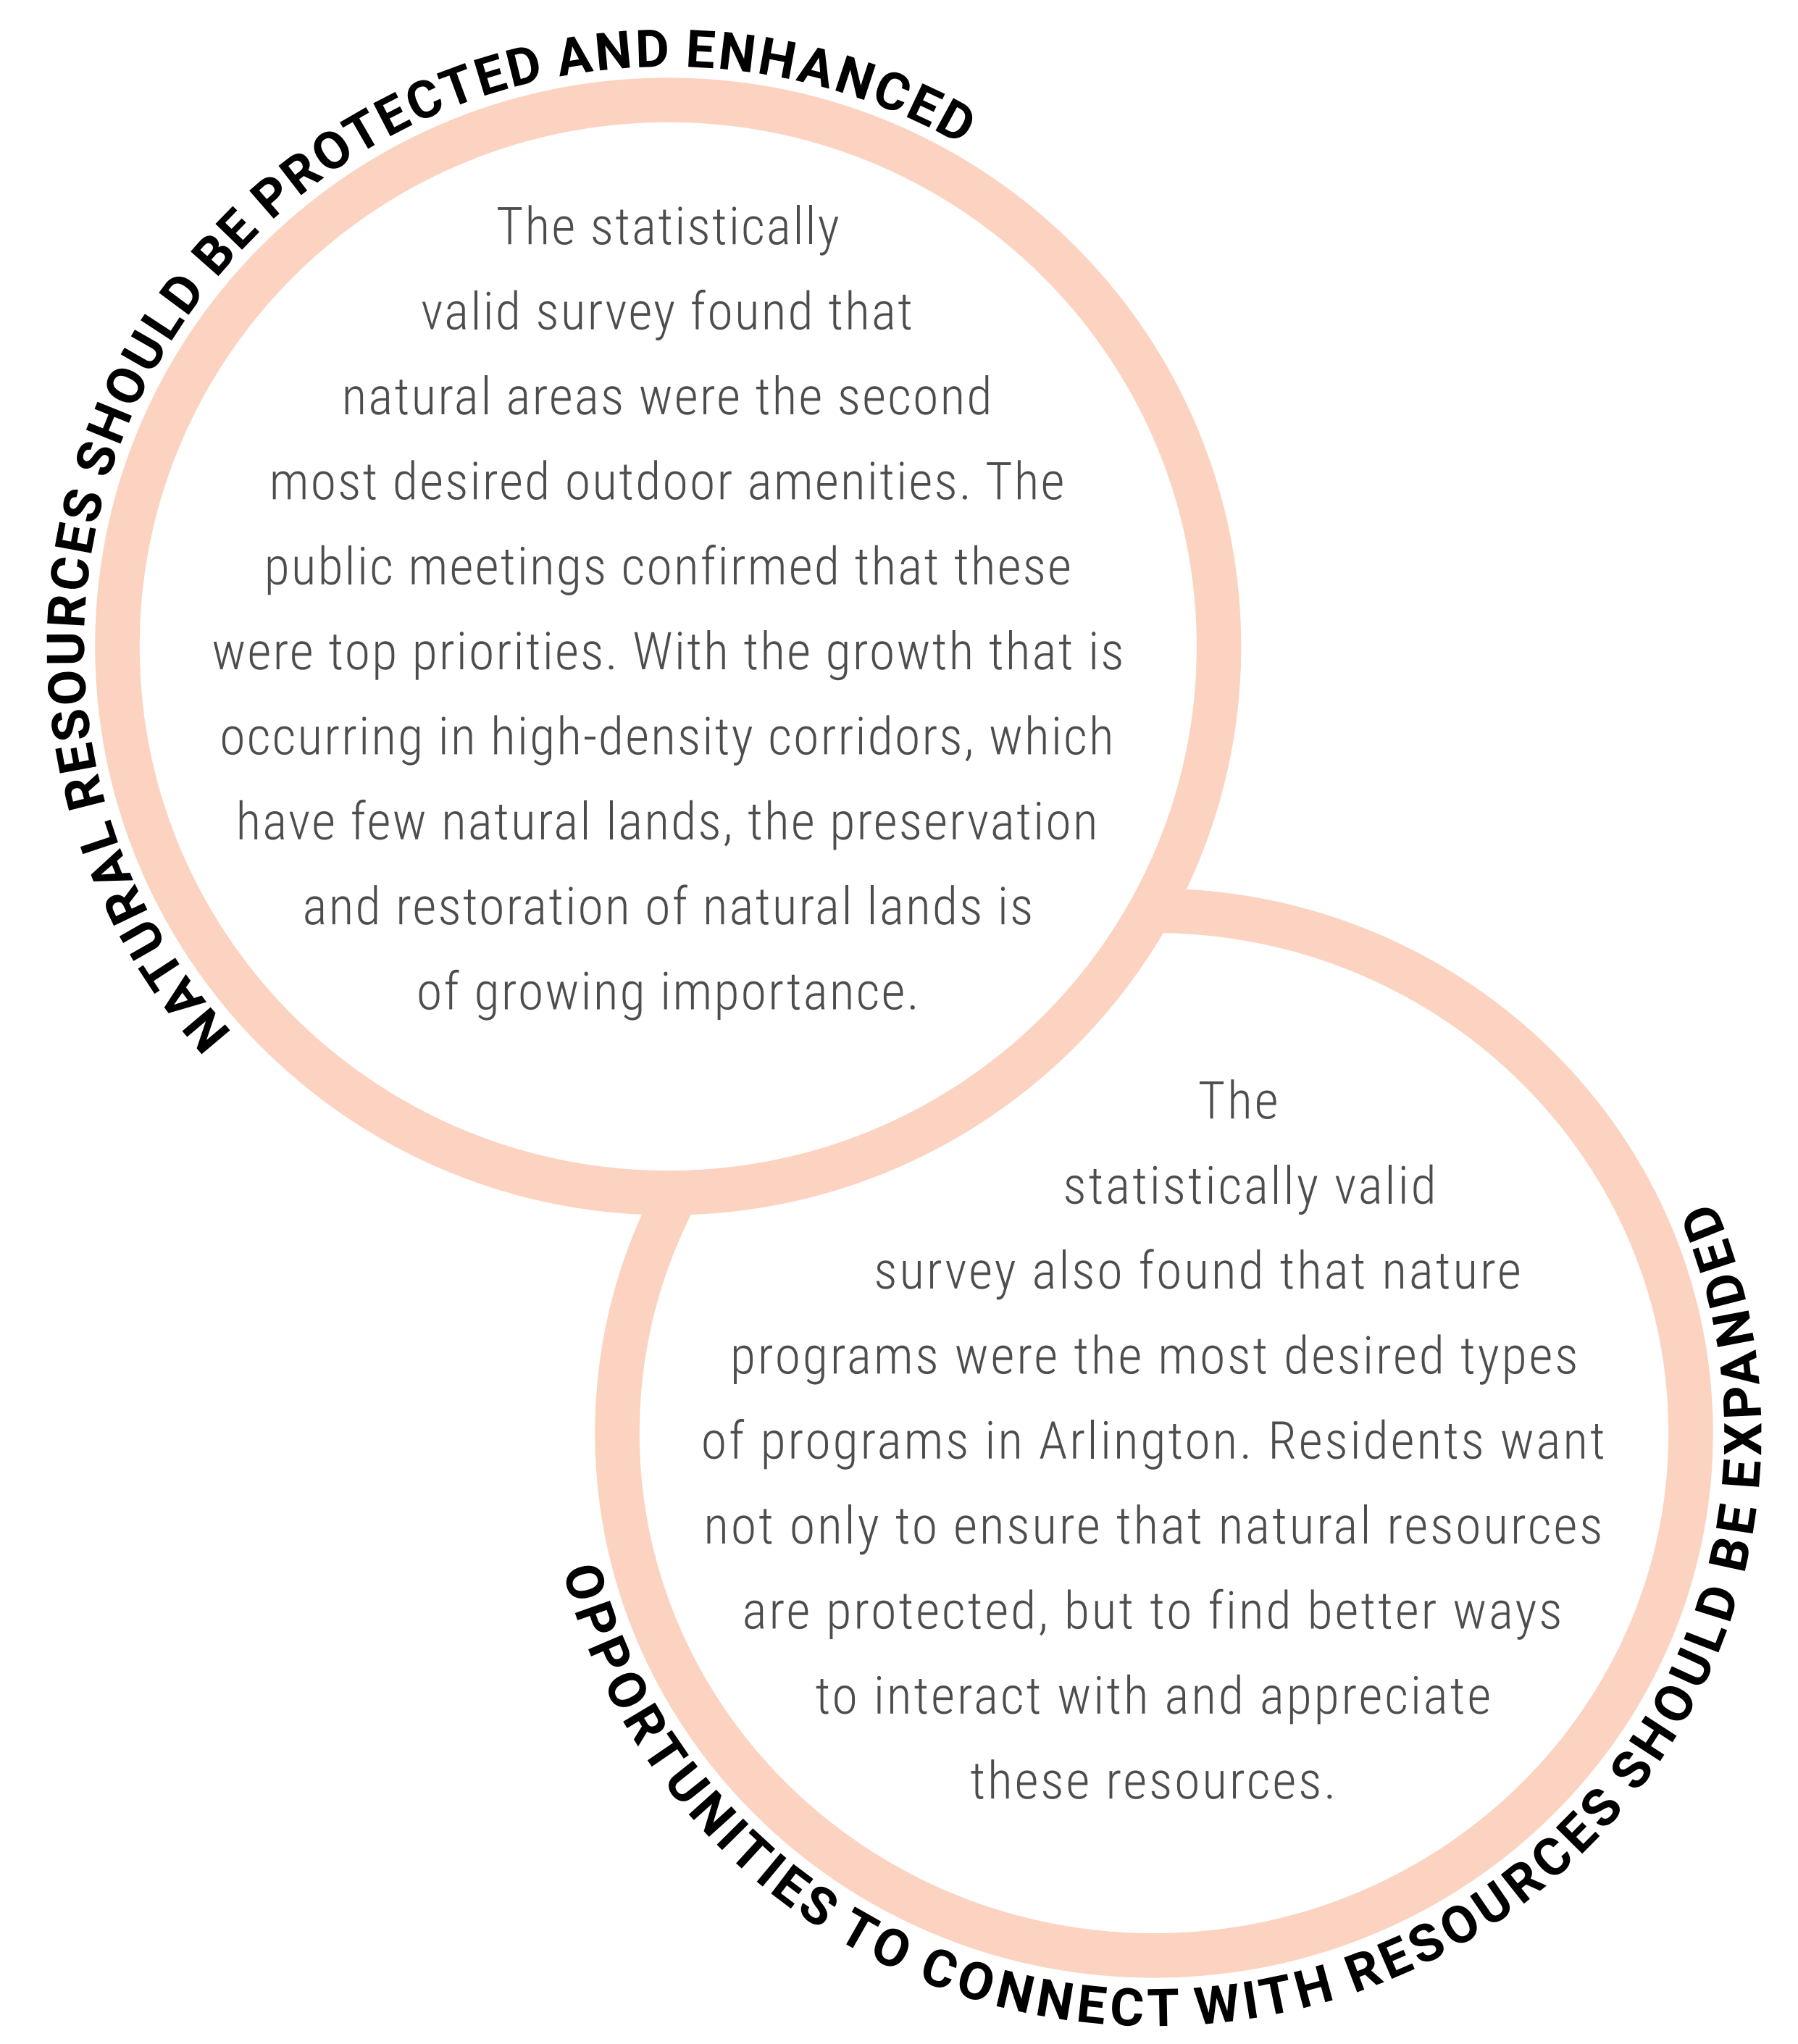 NATURAL RESOURCES SHOULD BE PROTECTED AND ENHANCED
The statistically
valid survey found that
natural areas were the second
most desired outdoor amenities. The
public meetings confirmed that these
were top priorities. With the growth that is
occurring in high-density corridors, which
have few natural lands, the preservation
and restoration of natural lands is
of growing importance.
The
statistically valid
survey also found that nature
programs were the most desired types
of programs in Arlington. Residents want
not only to ensure that natural resources
are protected, but to find better ways
to interact with and appreciate
these resources.
OPPORTUNITIES TO CONNECT WITH RESOURCES SHOULD BE EXPANDED